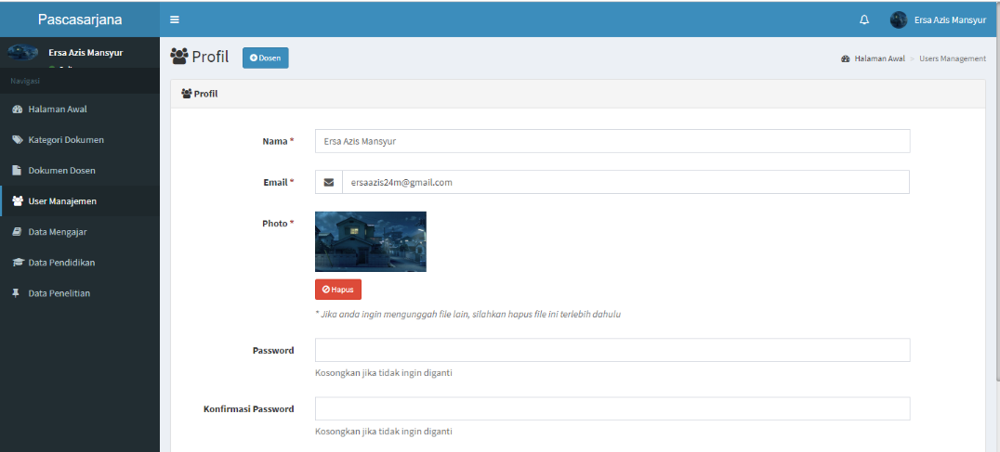 Pascasarjana
Ersa Azis Mansyur
Ersa Azis Mansyur
Navigasi
Halaman Awal
Kategori Dokumen
Dokumen Dosen
User Manajemen
Data Mengajar
Data Pendidikan
Data Penelitian
Profil
Dosen
Halaman Awal > Users Management
Profil
Nama * Ersa Azis Mansyur
Email * ersaazis24m@gmail.com
Photo *
Hapus
* Jika anda ingin mengunggah file lain, silahkan hapus file ini terlebih dahulu
Password
Kosongkan jika tidak ingin diganti
Konfirmasi Password
Kosongkan jika tidak ingin diganti